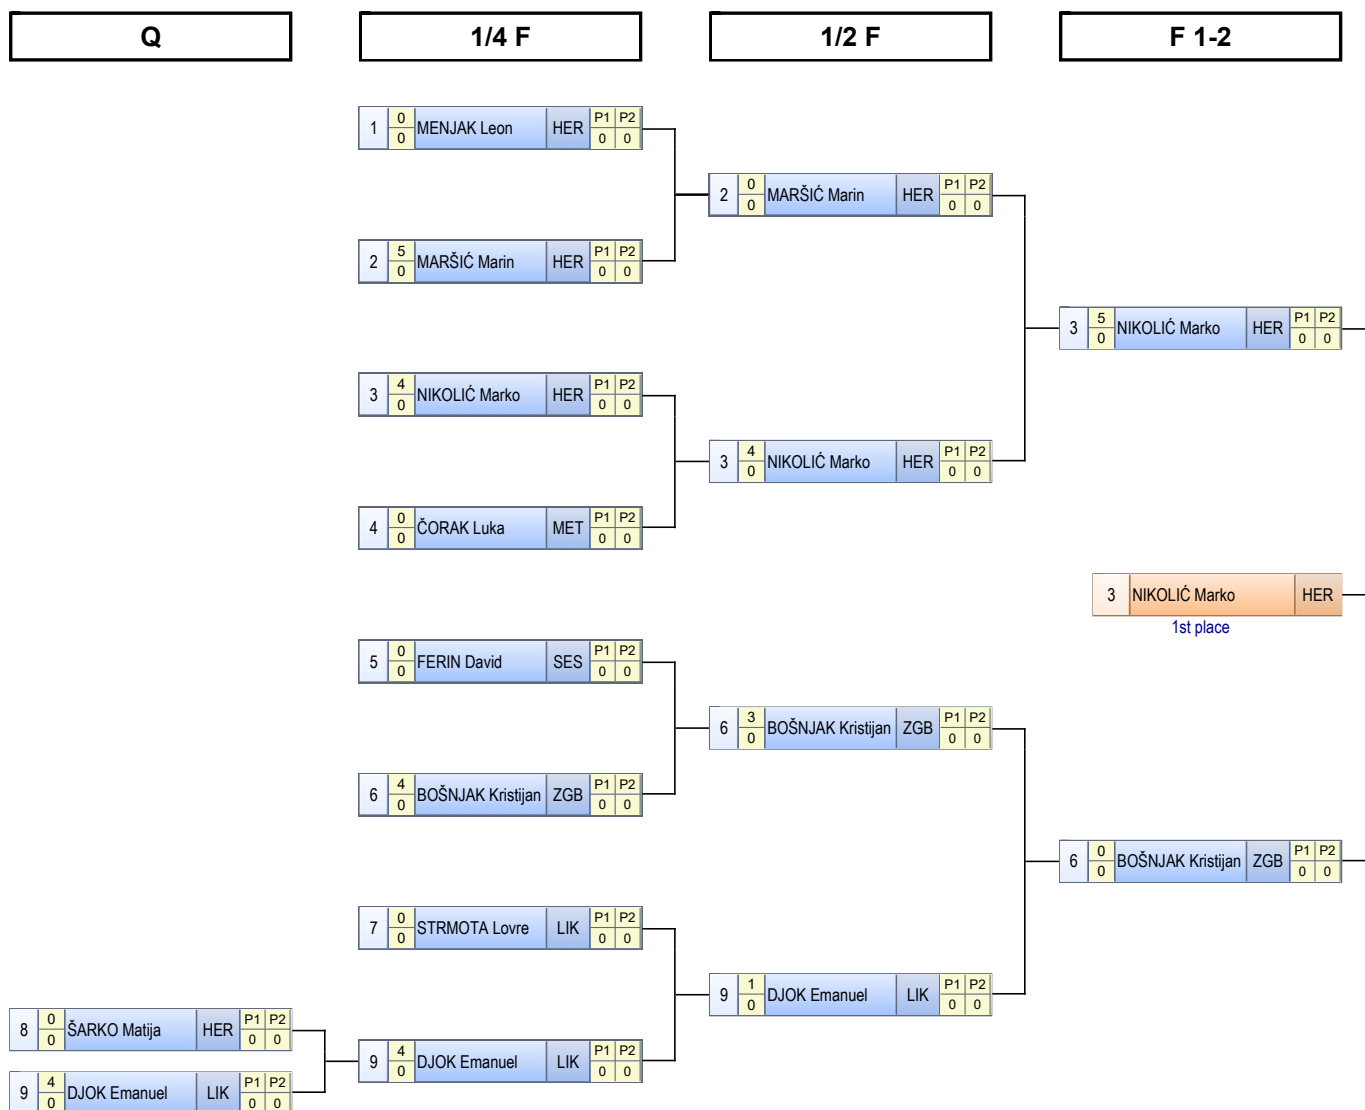 Q 1/4 F 1/2 F F 1-2
1 0 0 MENJAK Leon HER P1 P2 0 0
2 0 0 MARŠIĆ Marin HER P1 P2 0 0
2 5 0 MARŠIĆ Marin HER P1 P2 0 0
3 5 0 NIKOLIĆ Marko HER P1 P2 0 0
3 4 0 NIKOLIĆ Marko HER P1 P2 0 0
3 4 0 NIKOLIĆ Marko HER P1 P2 0 0
4 0 0 ČORAK Luka MET P1 P2 0 0
3 NIKOLIĆ Marko HER
1st place
5 0 0 FERIN David SES P1 P2 0 0
6 3 0 BOŠNJAK Kristijan ZGB P1 P2 0 0
6 4 0 BOŠNJAK Kristijan ZGB P1 P2 0 0
6 0 0 BOŠNJAK Kristijan ZGB P1 P2 0 0
7 0 0 STRMOTA Lovre LIK P1 P2 0 0
9 1 0 DJOK Emanuel LIK P1 P2 0 0
8 0 0 ŠARKO Matija HER P1 P2 0 0
9 4 0 DJOK Emanuel LIK P1 P2 0 0
9 4 0 DJOK Emanuel LIK P1 P2 0 0